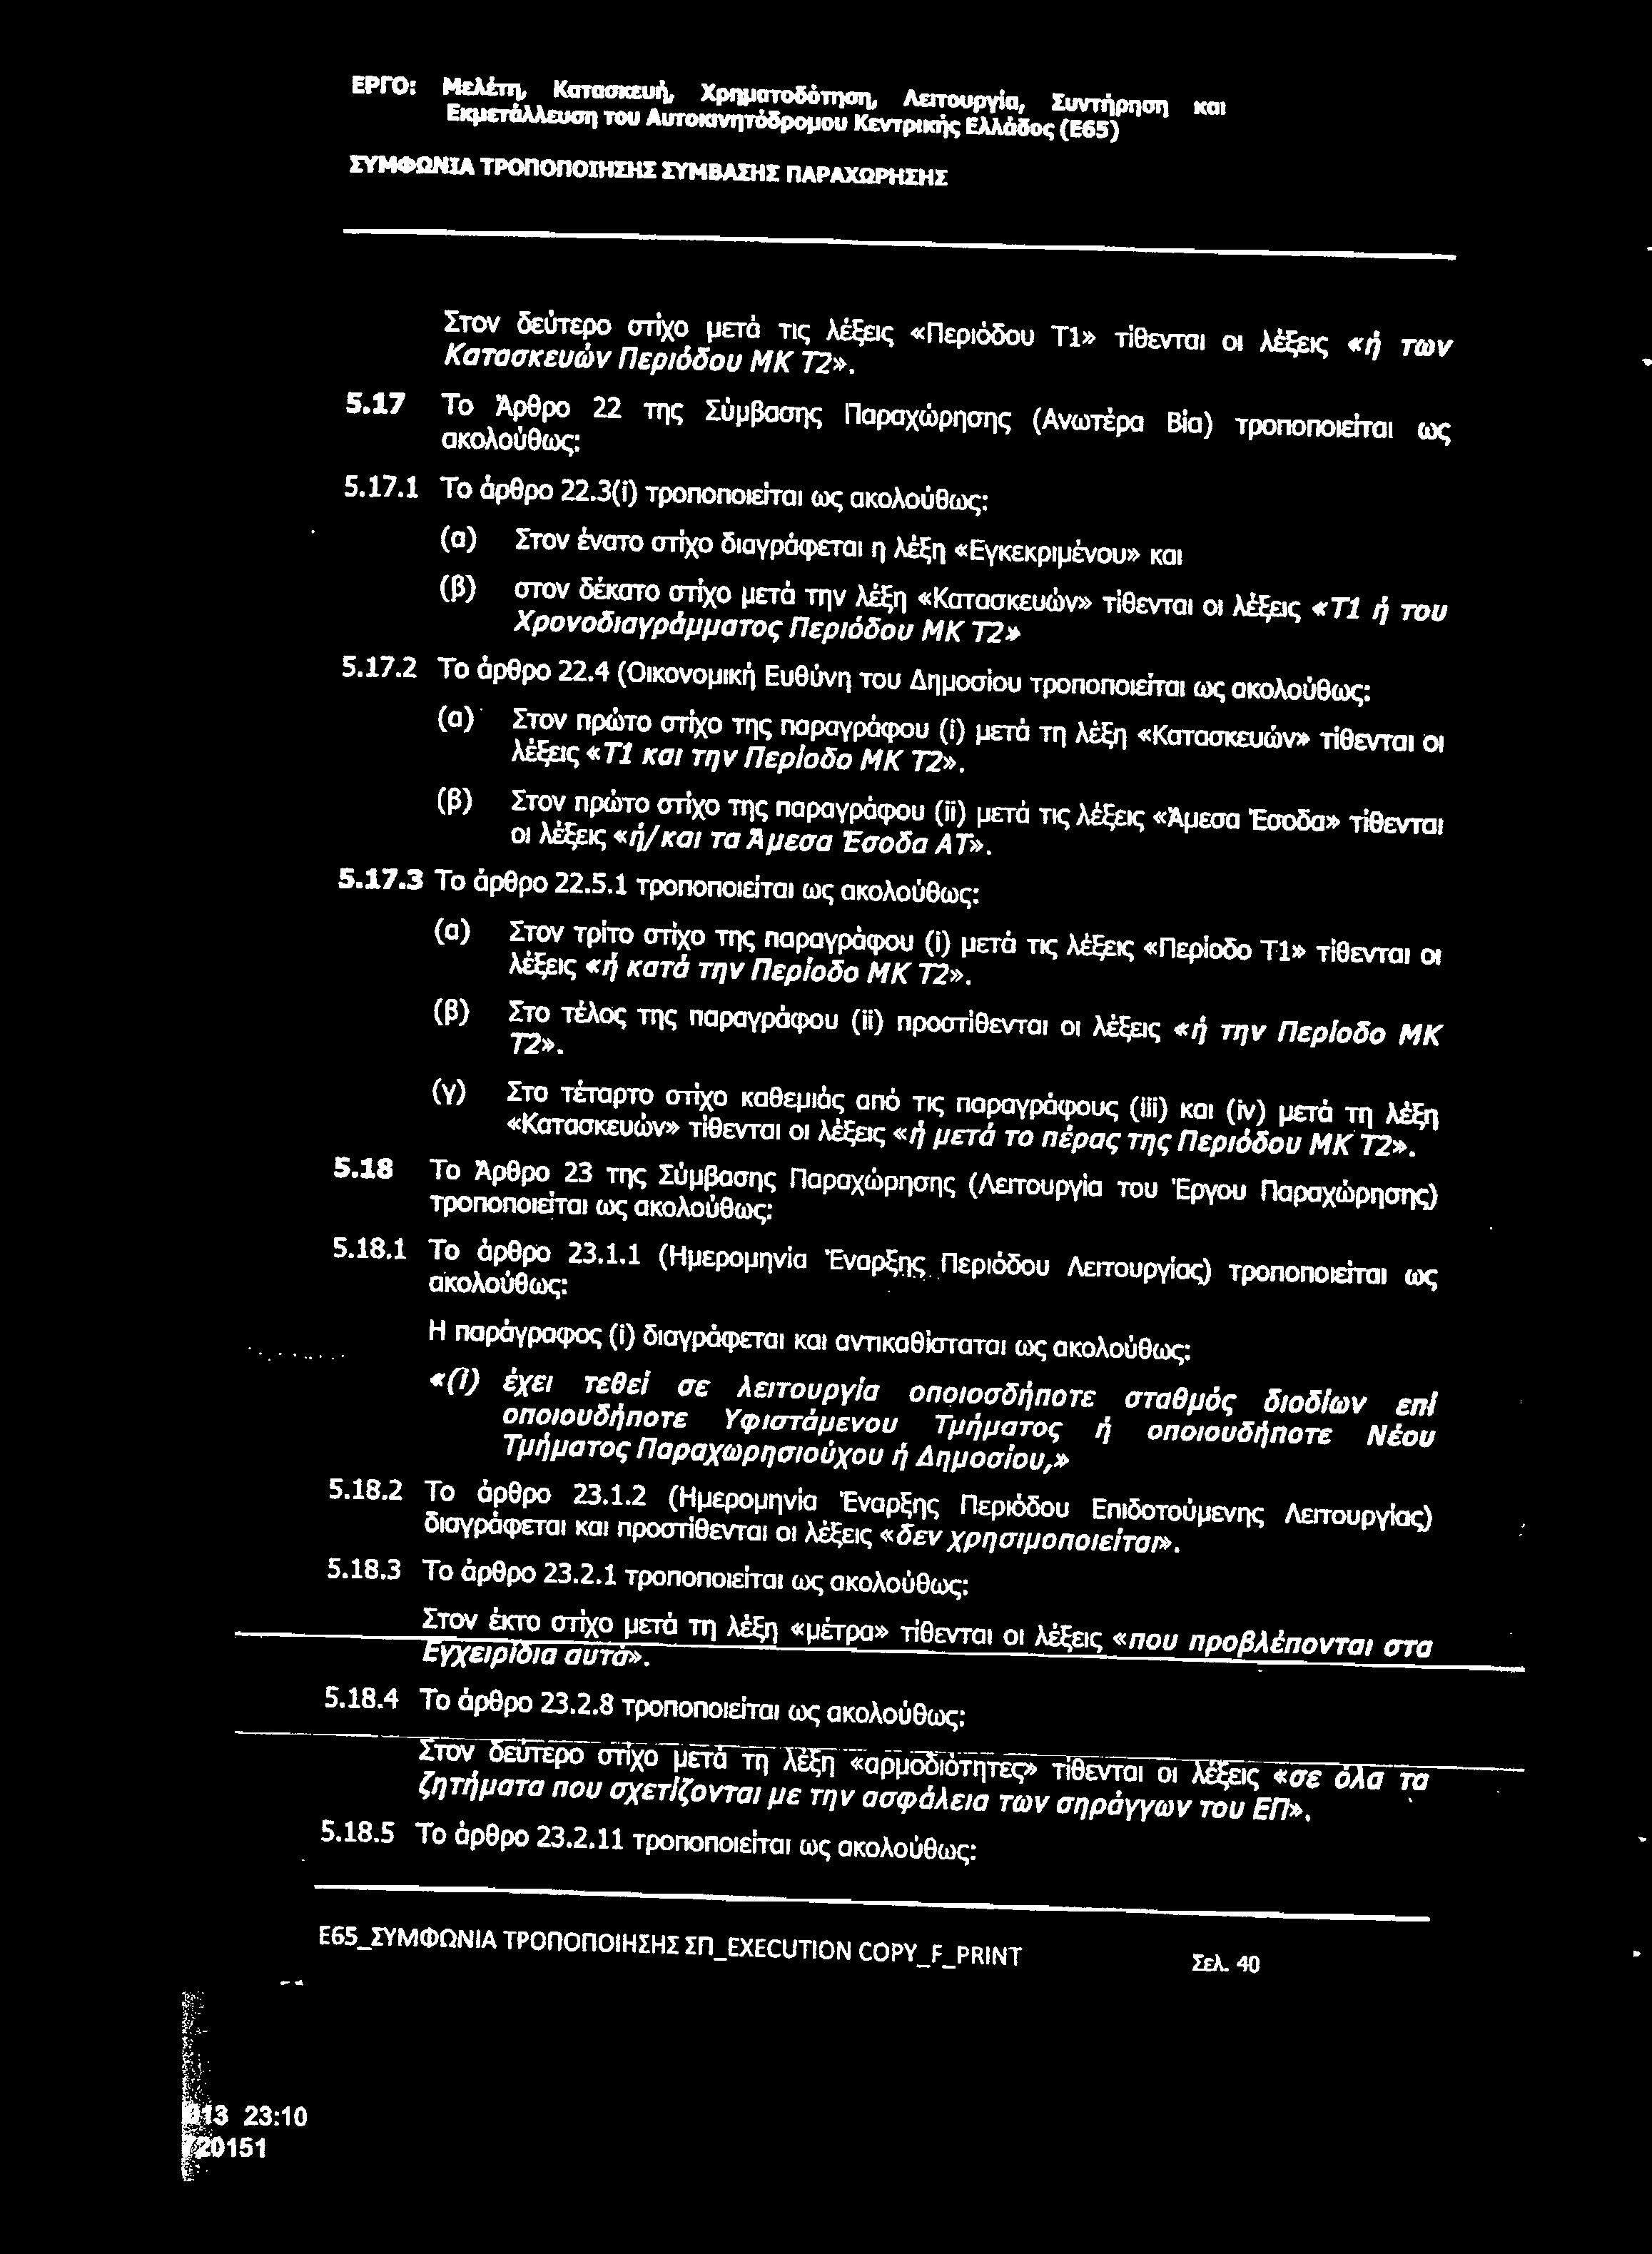 ΕΡΓΟ: Μελέτη, Κατασκευή, Χρηματοδότηση, Λειτουργία, Συντήρηση και
Εκμετάλλευση του Αυτοκινητόδρομου Κεντρικής Ελλάδος (Ε65)
ΣΥΜΦΩΝΙΑ ΤΡΟΠΟΠΟΙΗΣΗΣ ΣΥΜΒΑΣΗΣ ΠΑΡΑΧΩΡΗΣΗΣ
Στον δεύτερο στίχο μετά τις λέξεις «Περιόδου Τ1» τίθενται οι λέξεις «ή των
Κατασκευών Περιόδου ΜΚ Τ2».
5.17 Το Άρθρο 22 της Σύμβασης Παραχώρησης (Ανωτέρα Βία) τροποποιείται ως
ακολούθως:
5.17.1 Το άρθρο 22.3(i) τροποποιείται ως ακολούθως:
(α) Στον ένατο στίχο διαγράφεται η λέξη «Εγκεκριμένου» και
(β) στον δέκατο στίχο μετά την λέξη «Κατασκευών» τίθενται οι λέξεις «Τ1 ή του
Χρονοδιαγράμματος Περιόδου ΜΚ Τ2»
5.17.2 Το άρθρο 22.4 (Οικονομική Ευθύνη του Δημοσίου τροποποιείται ως ακολούθως:
(α) Στον πρώτο στίχο της παραγράφου (i) μετά τη λέξη «Κατασκευών» τίθενται οι
λέξεις «Τ1 και την Περίοδο ΜΚ Τ2».
(β) Στον πρώτο στίχο της παραγράφου (ii) μετά τις λέξεις «Άμεσα Έσοδα» τίθενται
οι λέξεις «ή/και τα Άμεσα Έσοδα ΑΤ».
5.17.3 Το άρθρο 22.5.1 τροποποιείται ως ακολούθως:
(α) Στον τρίτο στίχο της παραγράφου (i) μετά τις λέξεις «Περίοδο Τ1» τίθενται οι
λέξεις «ή κατά την Περίοδο ΜΚ Τ2».
(β) Στο τέλος της παραγράφου (ii) προστίθενται οι λέξεις «ή την Περίοδο ΜΚ
Τ2».
(γ) Στο τέταρτο στίχο καθεμιάς από τις παραγράφους (iii) και (iv) μετά τη λέξη
«Κατασκευών» τίθενται οι λέξεις «ή μετά το πέρας της Περιόδου ΜΚ Τ2».
5.18 Το Άρθρο 23 της Σύμβασης Παραχώρησης (Λειτουργία του Έργου Παραχώρησης)
τροποποιείται ως ακολούθως:
5.18.1 Το άρθρο 23.1.1 (Ημερομηνία Έναρξης Περιόδου Λειτουργίας) τροποποιείται ως
ακολούθως:
Η παράγραφος (i) διαγράφεται και αντικαθίσταται ως ακολούθως:
«(i) έχει τεθεί σε λειτουργία οποιοσδήποτε σταθμός διοδίων επί
οποιουδήποτε Υφιστάμενου Τμήματος ή οποιουδήποτε Νέου
Τμήματος Παραχωρησιούχου ή Δημοσίου,»
5.18.2 Το άρθρο 23.1.2 (Ημερομηνία Έναρξης Περιόδου Επιδοτούμενης Λειτουργίας)
διαγράφεται και προστίθενται οι λέξεις «δεν χρησιμοποιείται».
5.18.3 Το άρθρο 23.2.1 τροποποιείται ως ακολούθως:
Στον έκτο στίχο μετά τη λέξη «μέτρα» τίθενται οι λέξεις «που προβλέπονται στα
Εγχειρίδια αυτά».
5.18.4 Το άρθρο 23.2.8 τροποποιείται ως ακολούθως:
Στον δεύτερο στίχο μετά τη λέξη «αρμοδιότητες» τίθενται οι λέξεις «σε όλα τα
ζητήματα που σχετίζονται με την ασφάλεια των σηράγγων του ΕΠ».
5.18.5 Το άρθρο 23.2.11 τροποποιείται ως ακολούθως:
Ε65_ΣΥΜΦΩΝΙΑ ΤΡΟΠΟΠΟΙΗΣΗΣ ΣΠ_EXECUTION COPY_F_PRINT Σελ. 40
013 23:10
720151